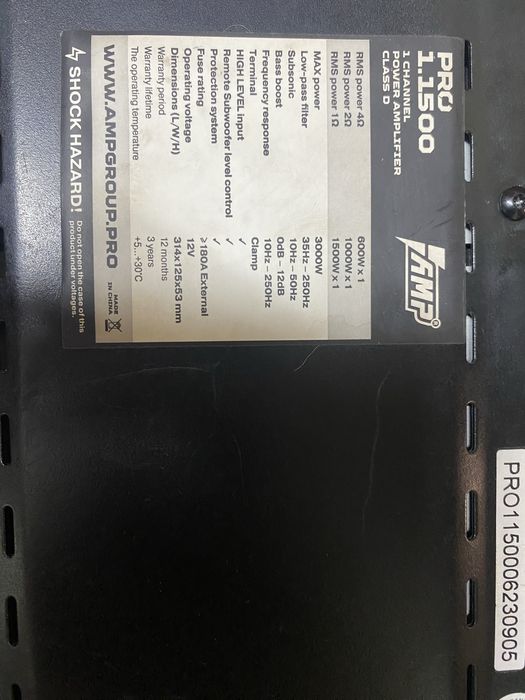 PRO
1.1500
1 CHANNEL
POWER AMPLIFIER
CLASS D
AMP®
RMS power 4Ω 600W x 1
RMS power 2Ω 1000W x 1
RMS power 1Ω 1500W x 1
MAX power 3000W
Low-pass filter 35Hz – 250Hz
Subsonic 10Hz – 50Hz
Bass boost 0dB – 12dB
Frequency response 10Hz – 250Hz
Terminal Clamp
HIGH LEVEL input ✓
Remote Subwoofer level control ✓
Protection system ✓
Fuse rating >180A External
Operating voltage 12V
Dimensions (L/W/H) 314x125x53 mm
Warranty period 12 months
Warranty lifetime 3 years
The operating temperature +5...+30°C
WWW.AMPGROUP.PRO
MADE
IN CHINA
SHOCK HAZARD!
Do not open the case of this
product under voltages.
PRO1150006230905